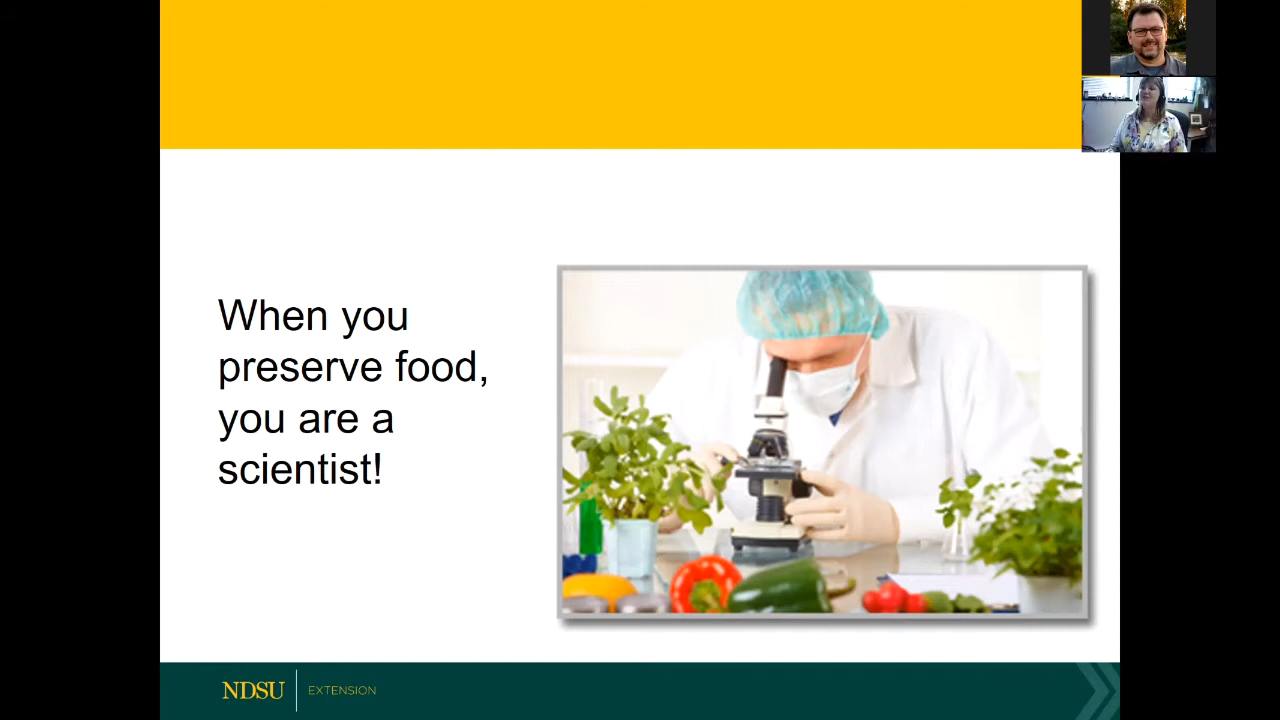 When you
preserve food,
you are a
scientist!
NDSU EXTENSION